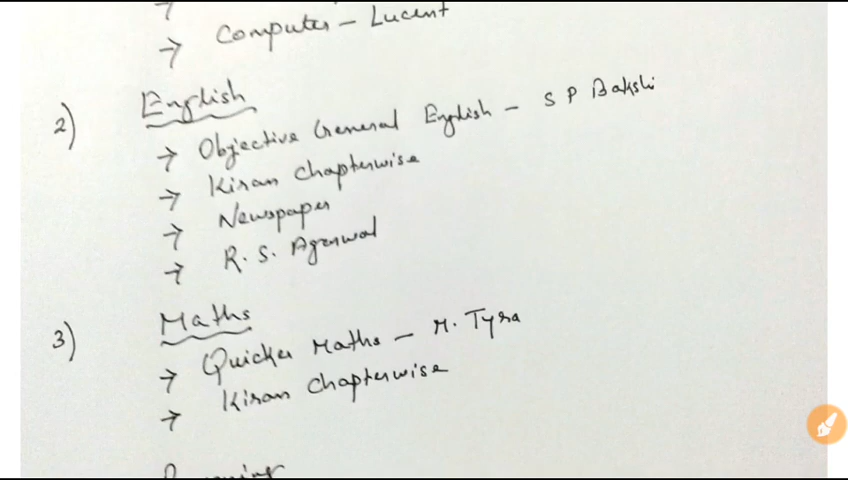 → Computer – Lucent
2) English
→ Objective General English – S P Bakshi
→ Kiran Chapterwise
→ Newspaper
→ R. S. Agarwal
3) Maths
→ Quicker Maths – M. Tyra
→ Kiran Chapterwise
Reasoning